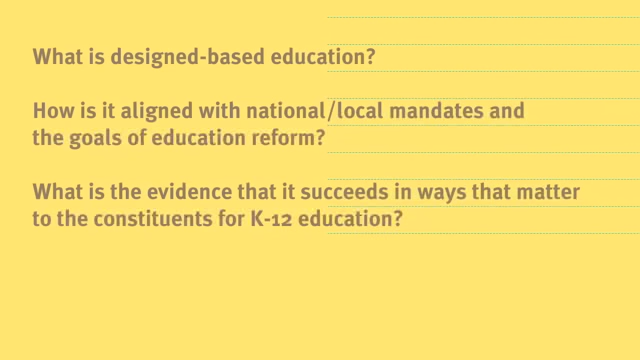 What is designed-based education?
How is it aligned with national/local mandates and
the goals of education reform?
What is the evidence that it succeeds in ways that matter
to the constituents for K-12 education?